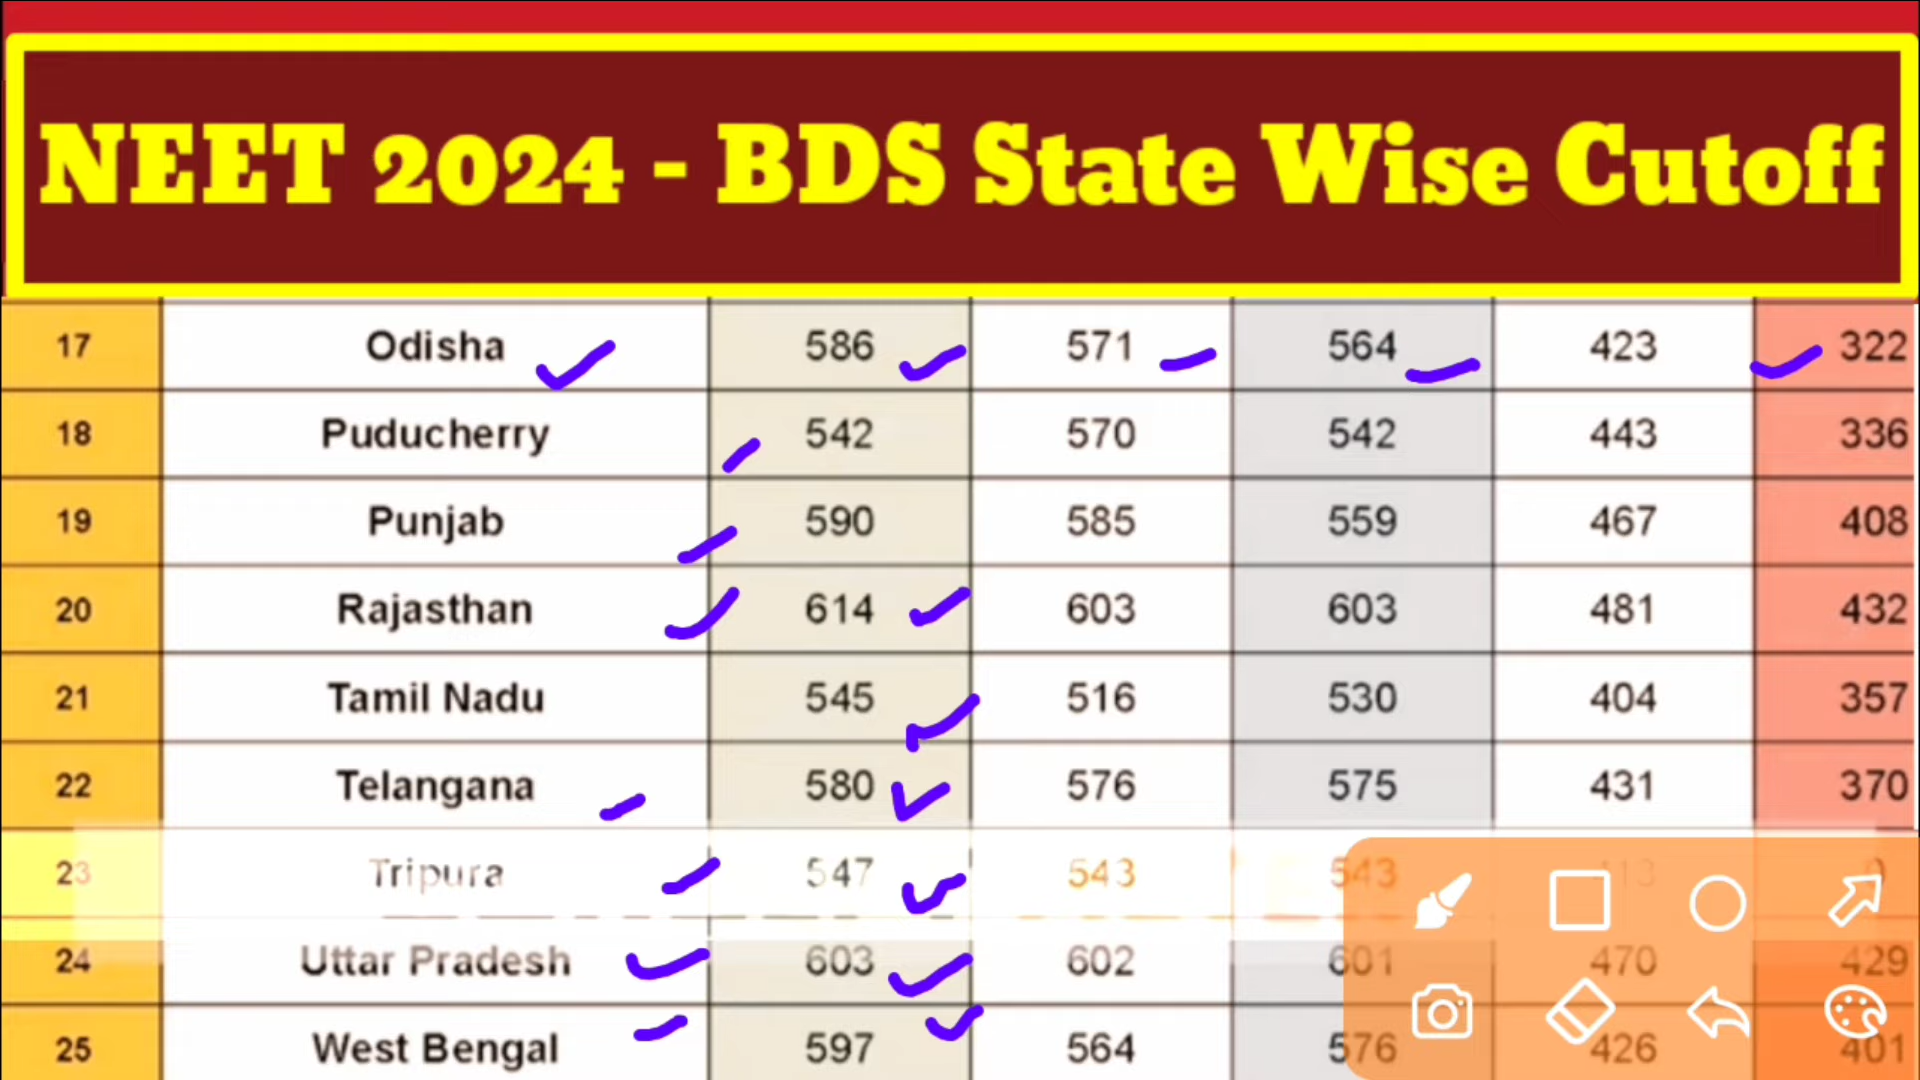 NEET 2024 - BDS State Wise Cutoff
17 Odisha 586 571 564 423 322
18 Puducherry 542 570 542 443 336
19 Punjab 590 585 559 467 408
20 Rajasthan 614 603 603 481 432
21 Tamil Nadu 545 516 530 404 357
22 Telangana 580 576 575 431 370
23 Tripura 547 543 543
24 Uttar Pradesh 603 602 601 470 429
25 West Bengal 597 564 576 426 401